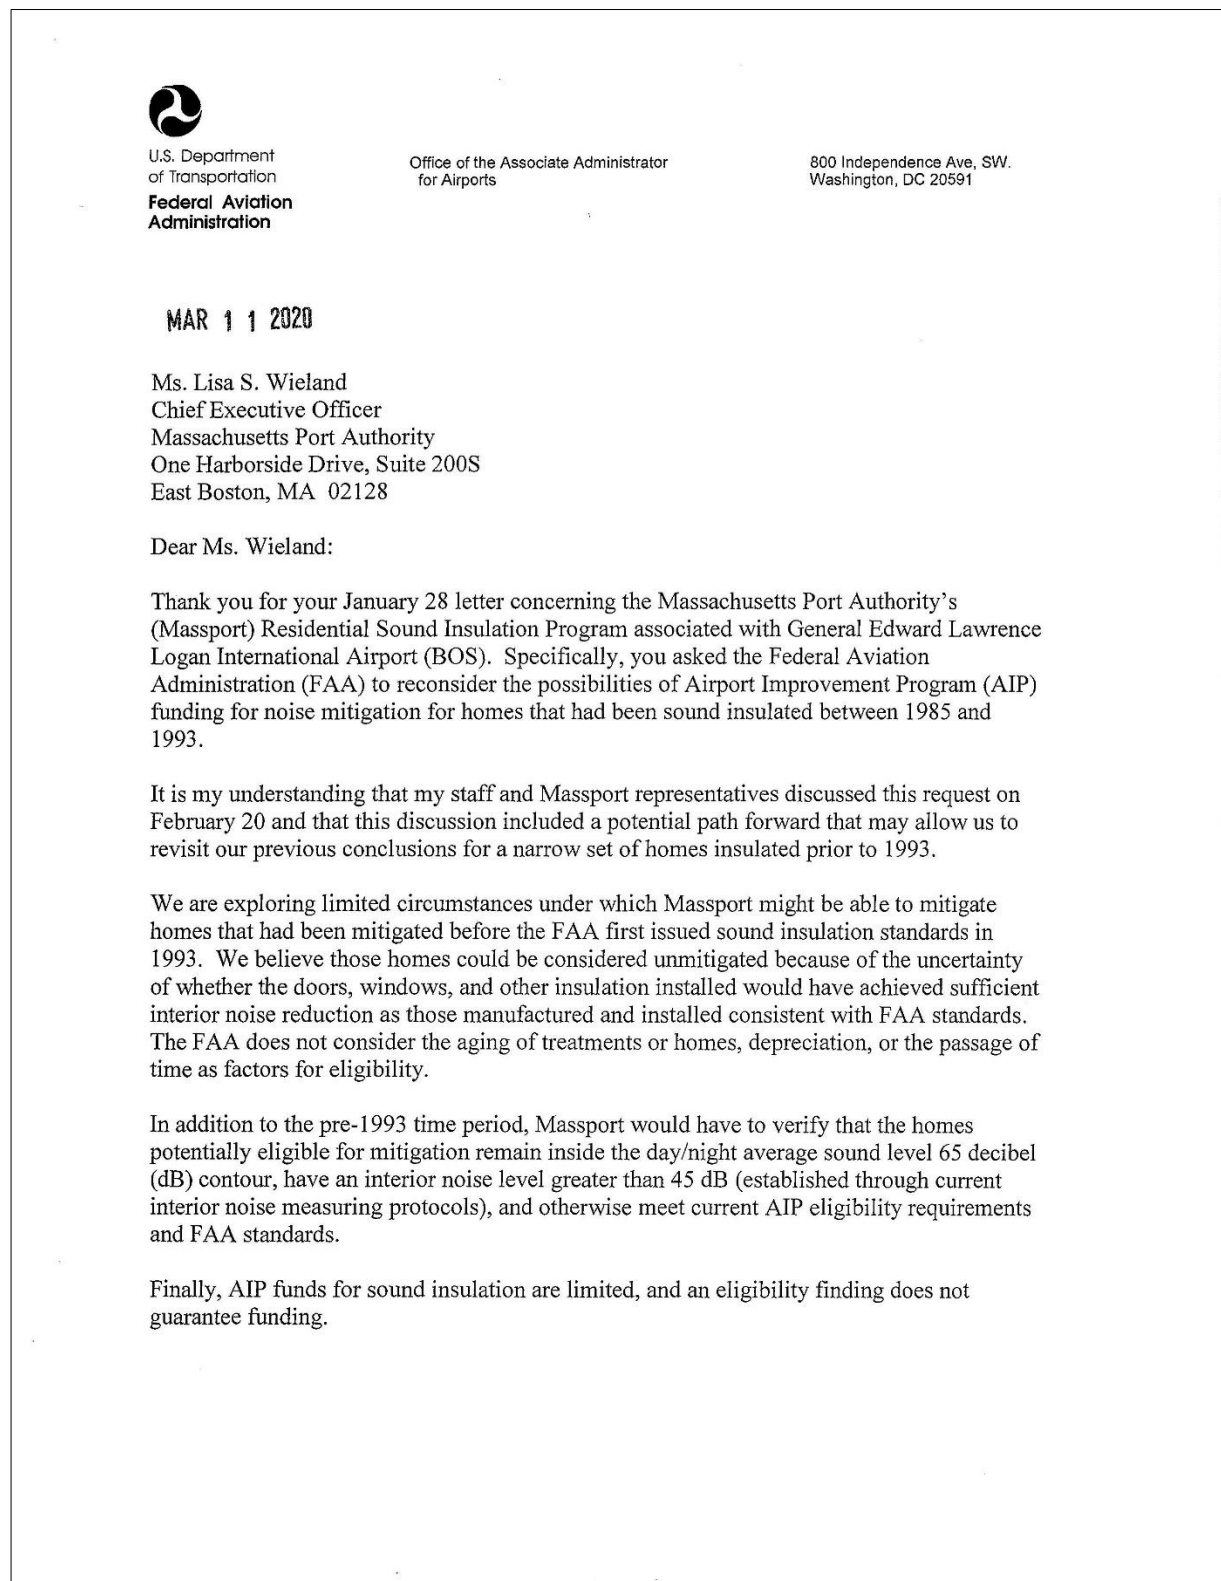 U.S. Department
of Transportation
Federal Aviation
Administration
Office of the Associate Administrator
for Airports
800 Independence Ave, SW.
Washington, DC 20591
MAR 1 1 2020
Ms. Lisa S. Wieland
Chief Executive Officer
Massachusetts Port Authority
One Harborside Drive, Suite 200S
East Boston, MA 02128
Dear Ms. Wieland:
Thank you for your January 28 letter concerning the Massachusetts Port Authority's
(Massport) Residential Sound Insulation Program associated with General Edward Lawrence
Logan International Airport (BOS). Specifically, you asked the Federal Aviation
Administration (FAA) to reconsider the possibilities of Airport Improvement Program (AIP)
funding for noise mitigation for homes that had been sound insulated between 1985 and
1993.
It is my understanding that my staff and Massport representatives discussed this request on
February 20 and that this discussion included a potential path forward that may allow us to
revisit our previous conclusions for a narrow set of homes insulated prior to 1993.
We are exploring limited circumstances under which Massport might be able to mitigate
homes that had been mitigated before the FAA first issued sound insulation standards in
1993. We believe those homes could be considered unmitigated because of the uncertainty
of whether the doors, windows, and other insulation installed would have achieved sufficient
interior noise reduction as those manufactured and installed consistent with FAA standards.
The FAA does not consider the aging of treatments or homes, depreciation, or the passage of
time as factors for eligibility.
In addition to the pre-1993 time period, Massport would have to verify that the homes
potentially eligible for mitigation remain inside the day/night average sound level 65 decibel
(dB) contour, have an interior noise level greater than 45 dB (established through current
interior noise measuring protocols), and otherwise meet current AIP eligibility requirements
and FAA standards.
Finally, AIP funds for sound insulation are limited, and an eligibility finding does not
guarantee funding.